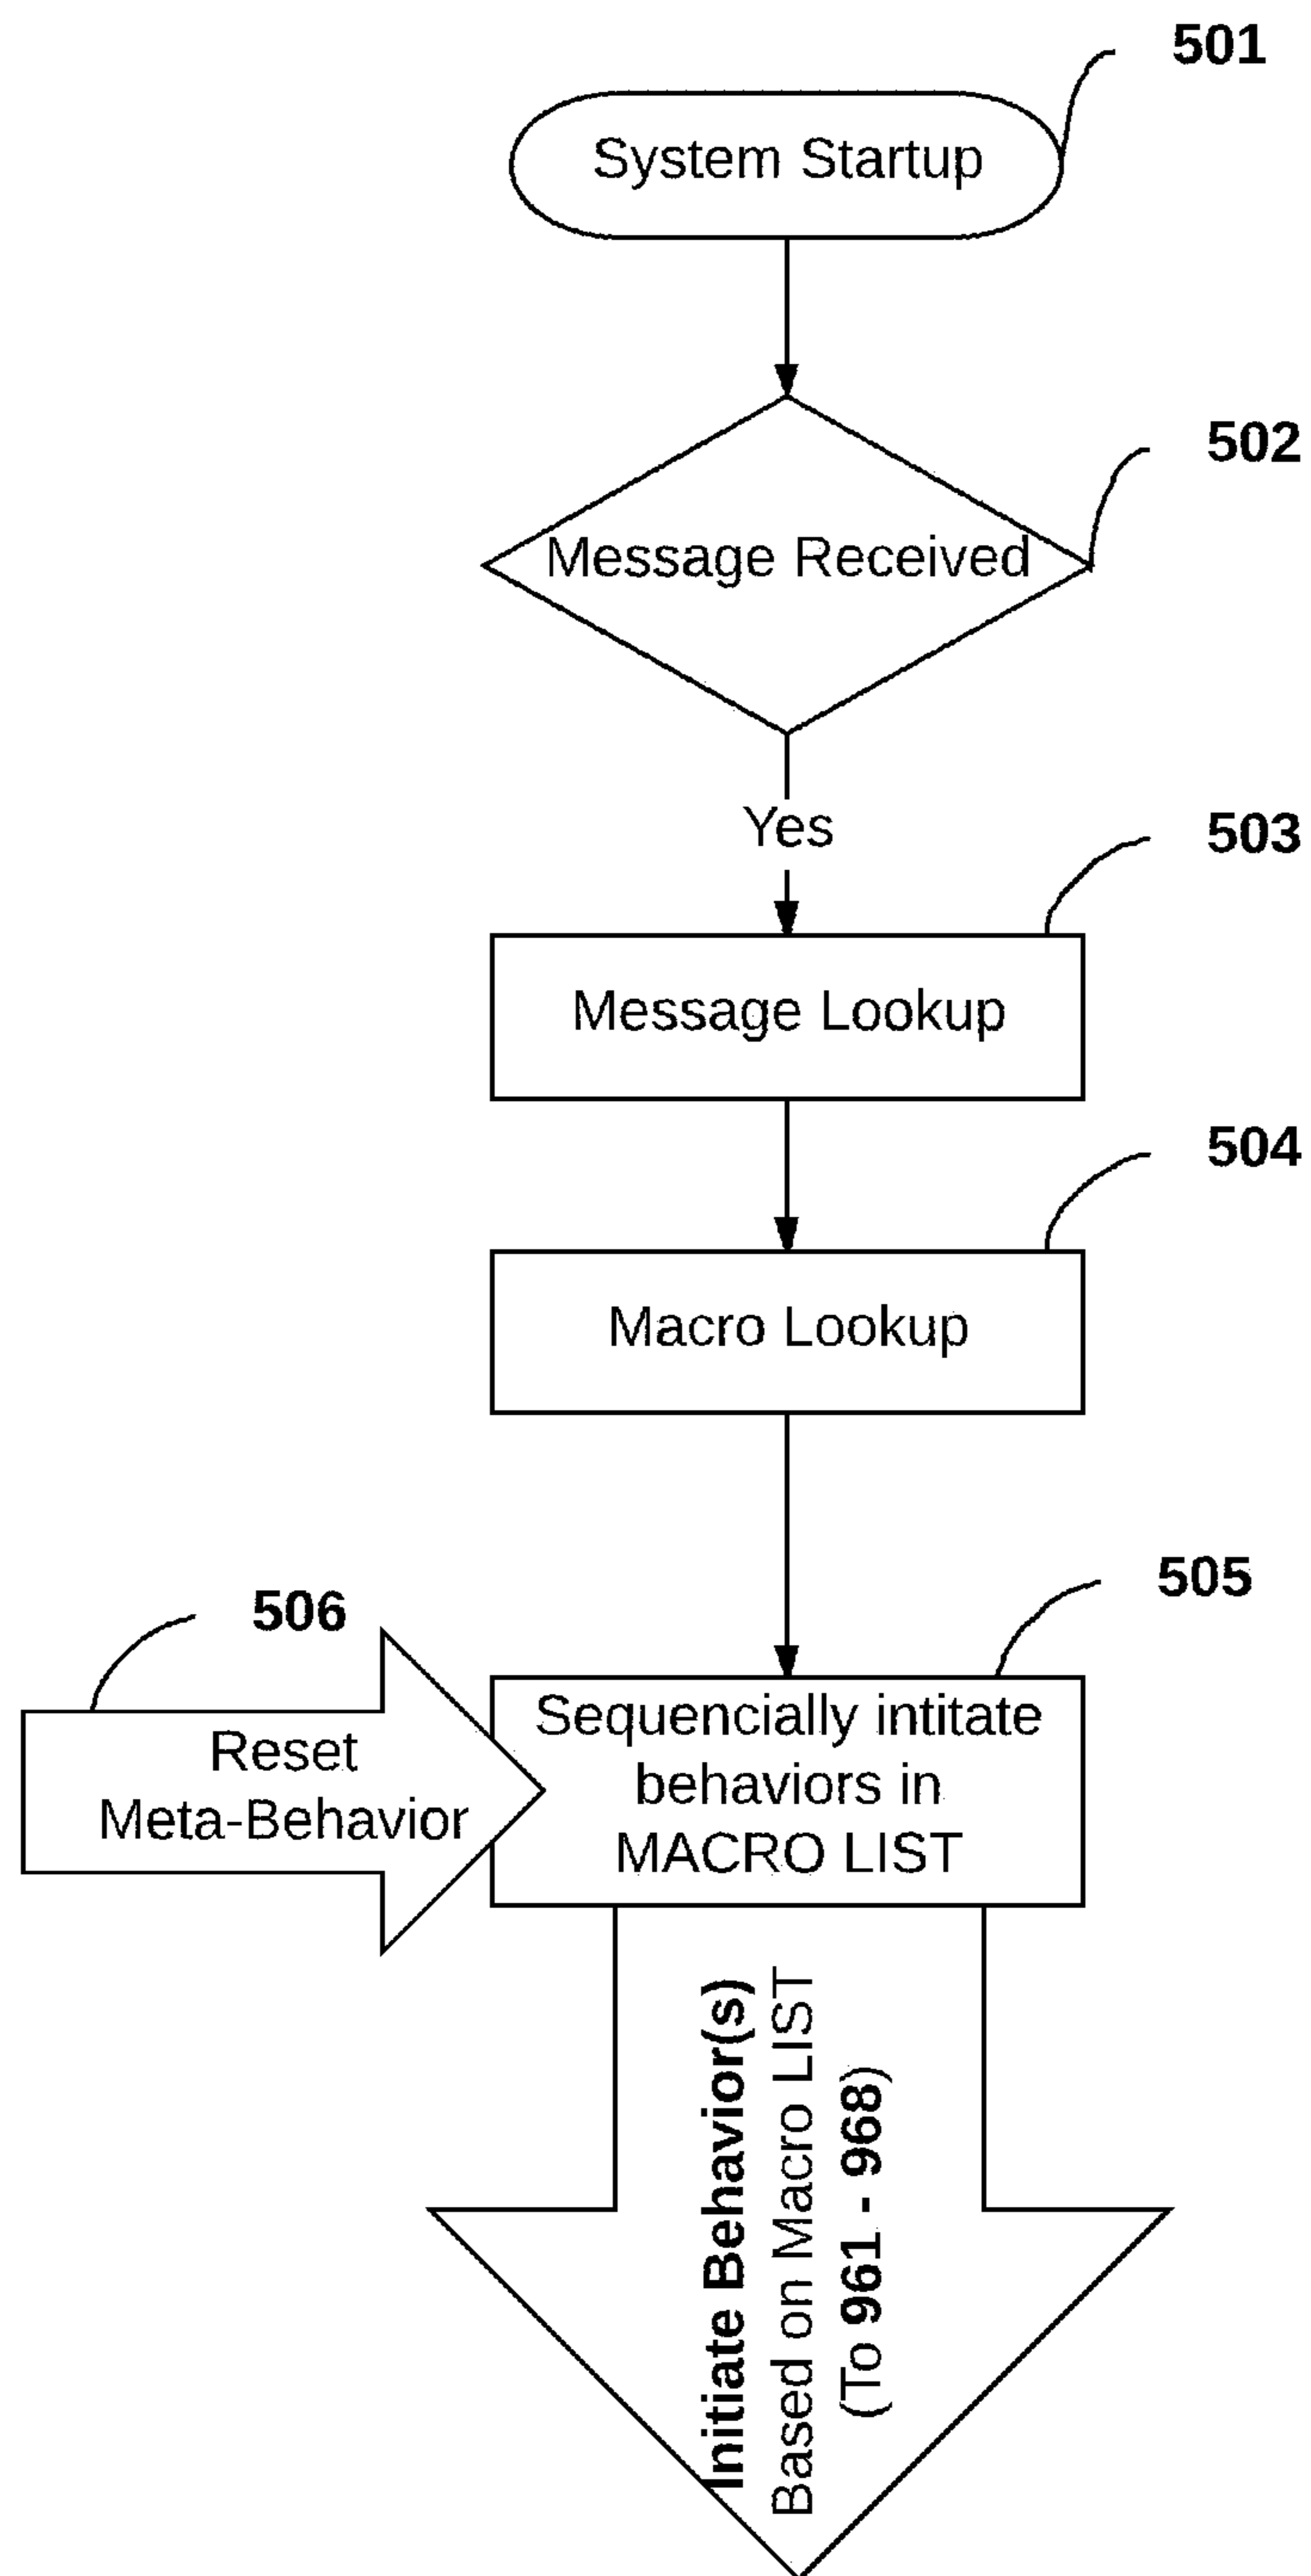 501
System Startup
502
Message Received
Yes
503
Message Lookup
504
Macro Lookup
505
506
Sequencially intitate
behaviors in
MACRO LIST
Reset
Meta-Behavior
Initiate Behavior(s)
Based on Macro LIST
(To 961 - 968)